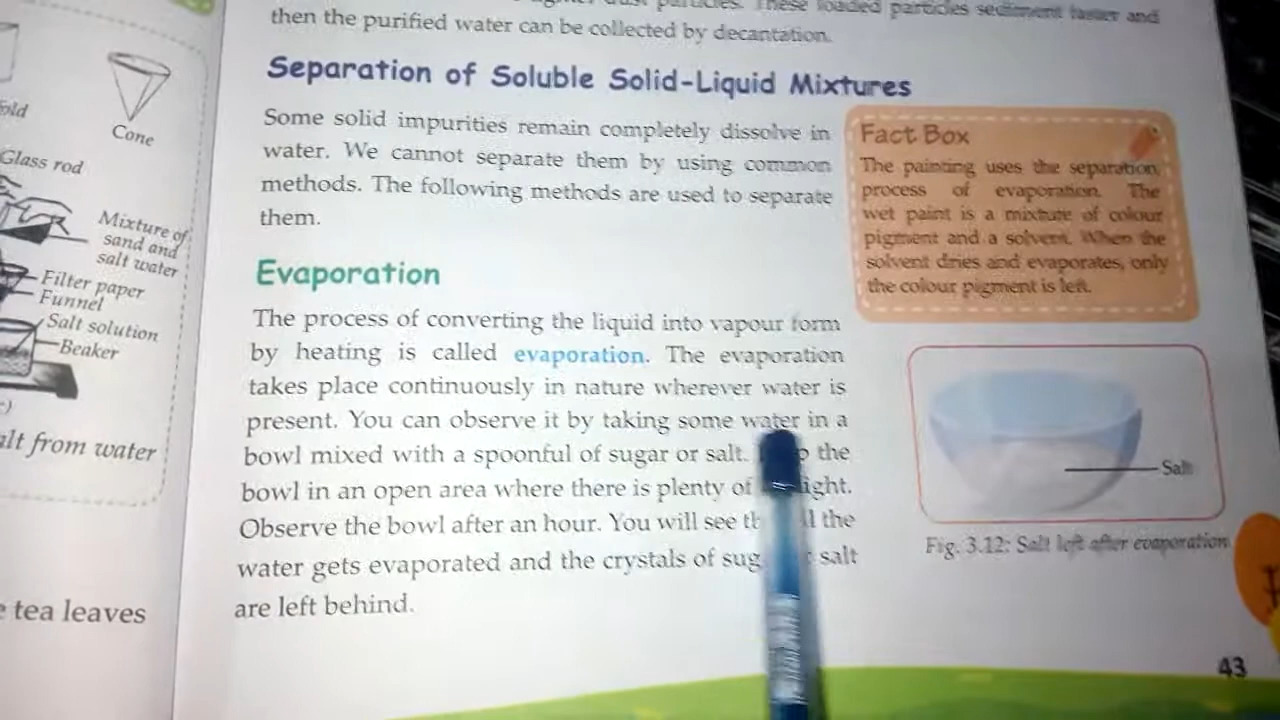 old
Cone
Glass rod
Mixture of
sand and
salt water
Filter paper
Funnel
Salt solution
Beaker
alt from water
tea leaves
particles. These loaded particles sediment faster and
then the purified water can be collected by decantation.
Separation of Soluble Solid-Liquid Mixtures
Some solid impurities remain completely dissolve in
water. We cannot separate them by using common
methods. The following methods are used to separate
them.
Evaporation
The process of converting the liquid into vapour form
by heating is called evaporation. The evaporation
takes place continuously in nature wherever water is
present. You can observe it by taking some water in a
bowl mixed with a spoonful of sugar or salt. the
bowl in an open area where there is plenty of ight.
Observe the bowl after an hour. You will see the
water gets evaporated and the crystals of sug salt
are left behind.
Fact Box
The painting uses the separation
process of evaporation. The
wet paint is a mixture of colour
pigment and a solvent. When the
solvent dries and evaporates, only
the colour pigment is left.
Salt
Fig. 3.12: Salt left after evaporation
43